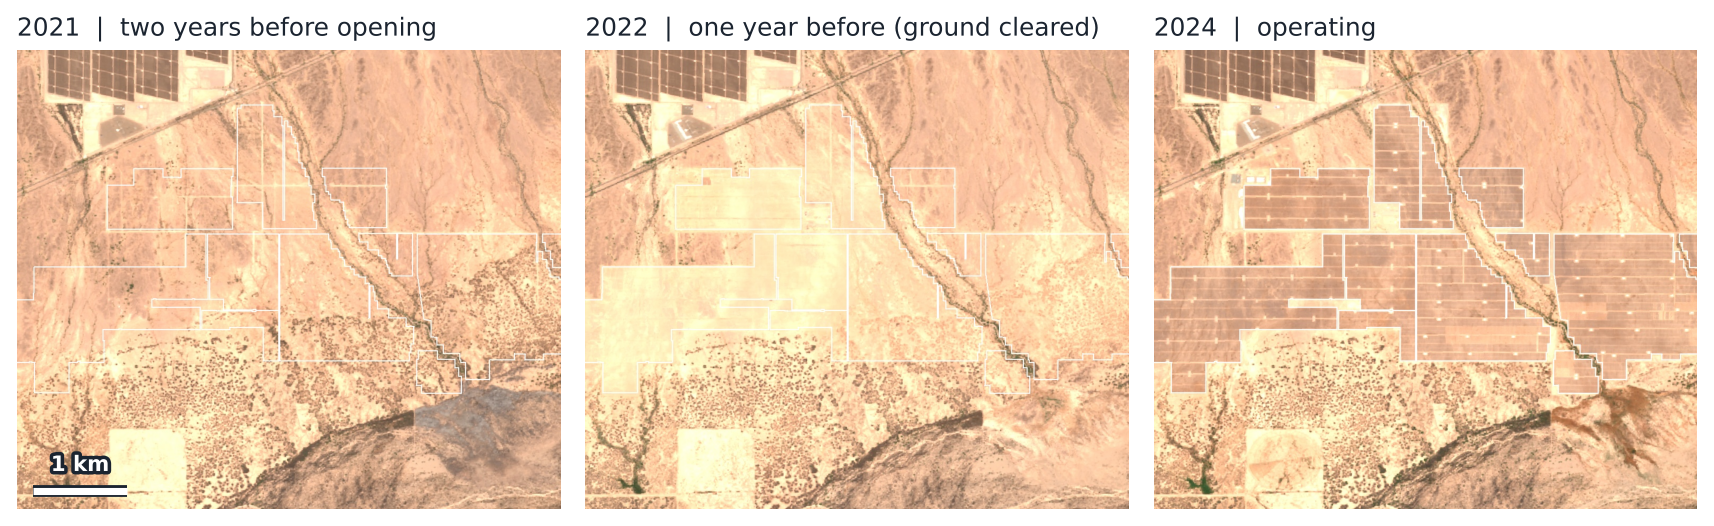 2021 | two years before opening
2022 | one year before (ground cleared)
2024 | operating
1 km